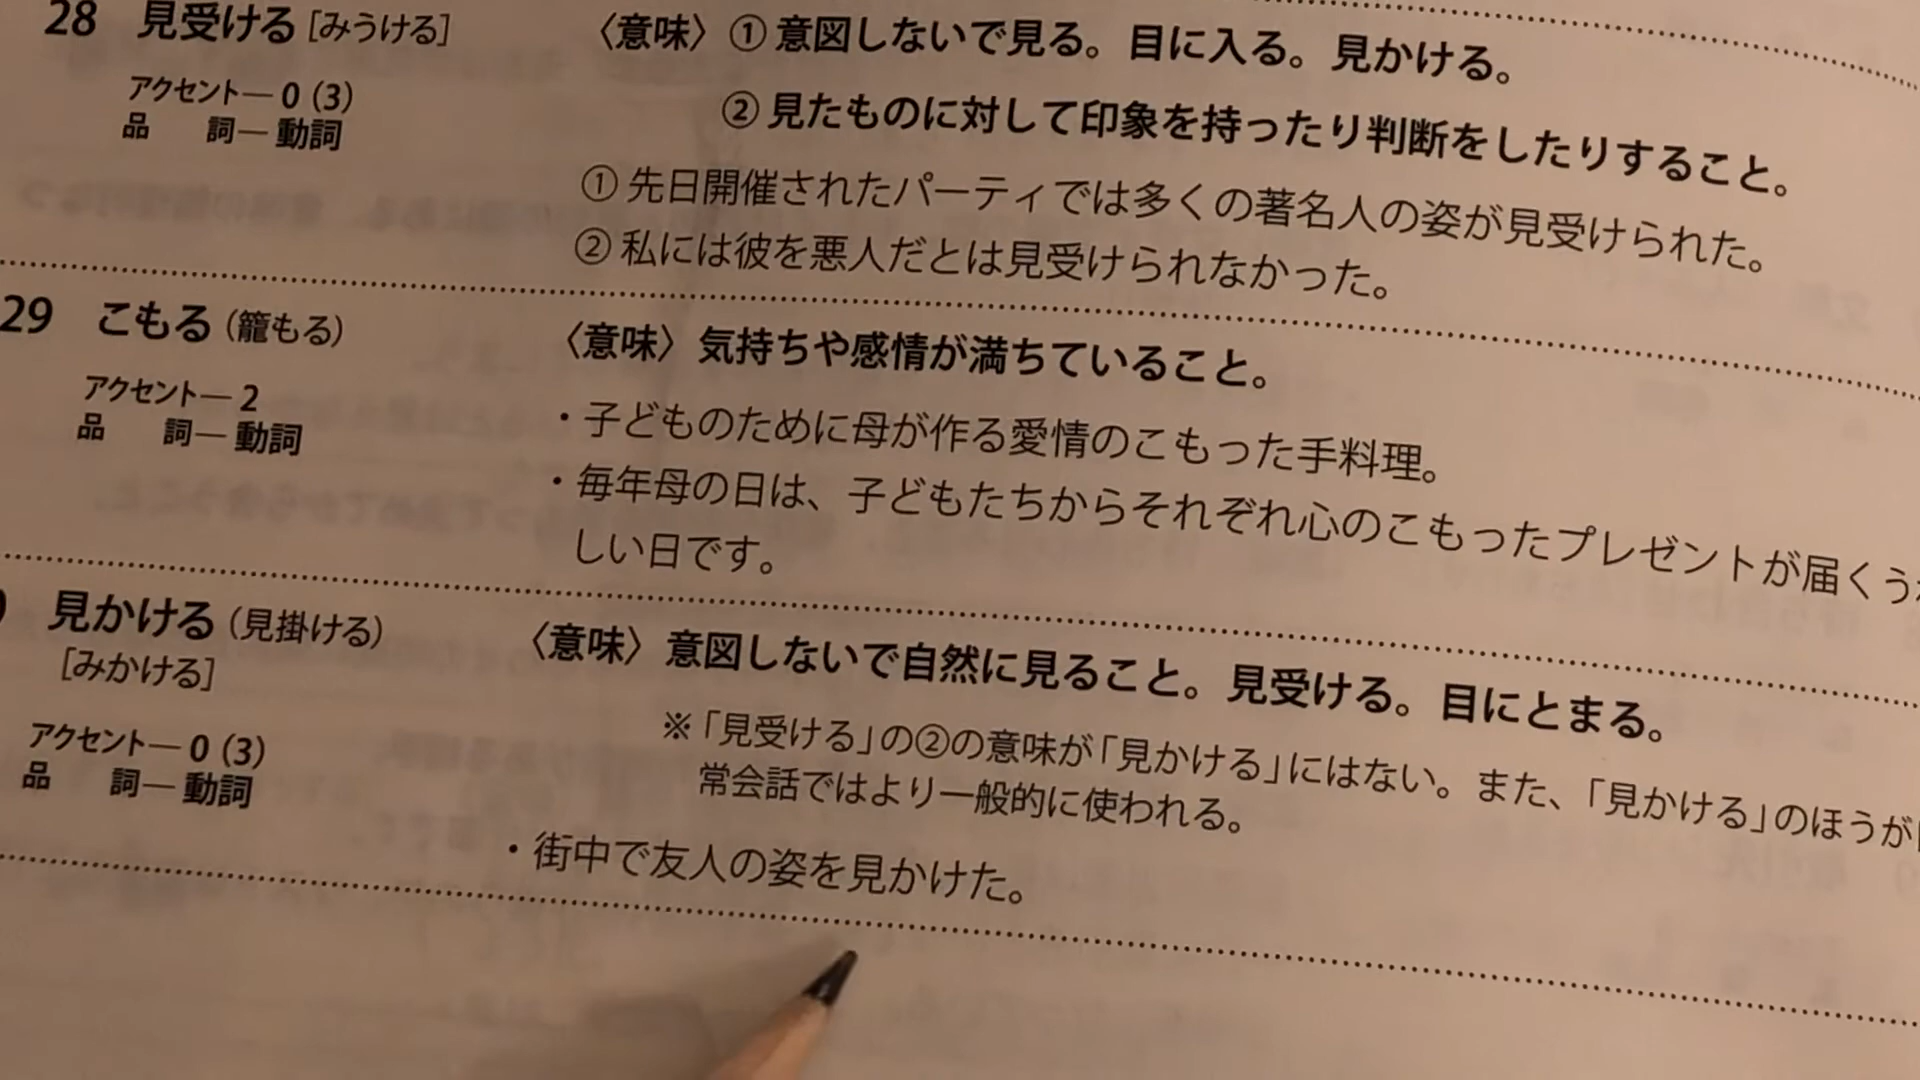 28 見受ける［みうける］
アクセント― 0 (3)
品　詞― 動詞
〈意味〉① 意図しないで見る。目に入る。見かける。
② 見たものに対して印象を持ったり判断をしたりすること。
① 先日開催されたパーティでは多くの著名人の姿が見受けられた。
② 私には彼を悪人だとは見受けられなかった。
29 こもる（籠もる）
アクセント― 2
品　詞― 動詞
〈意味〉気持ちや感情が満ちていること。
・子どものために母が作る愛情のこもった手料理。
・毎年母の日は、子どもたちからそれぞれ心のこもったプレゼントが届くう
しい日です。
見かける（見掛ける）
［みかける］
アクセント― 0 (3)
品　詞― 動詞
〈意味〉意図しないで自然に見ること。見受ける。目にとまる。
※「見受ける」の②の意味が「見かける」にはない。また、「見かける」のほうが
常会話ではより一般的に使われる。
・街中で友人の姿を見かけた。